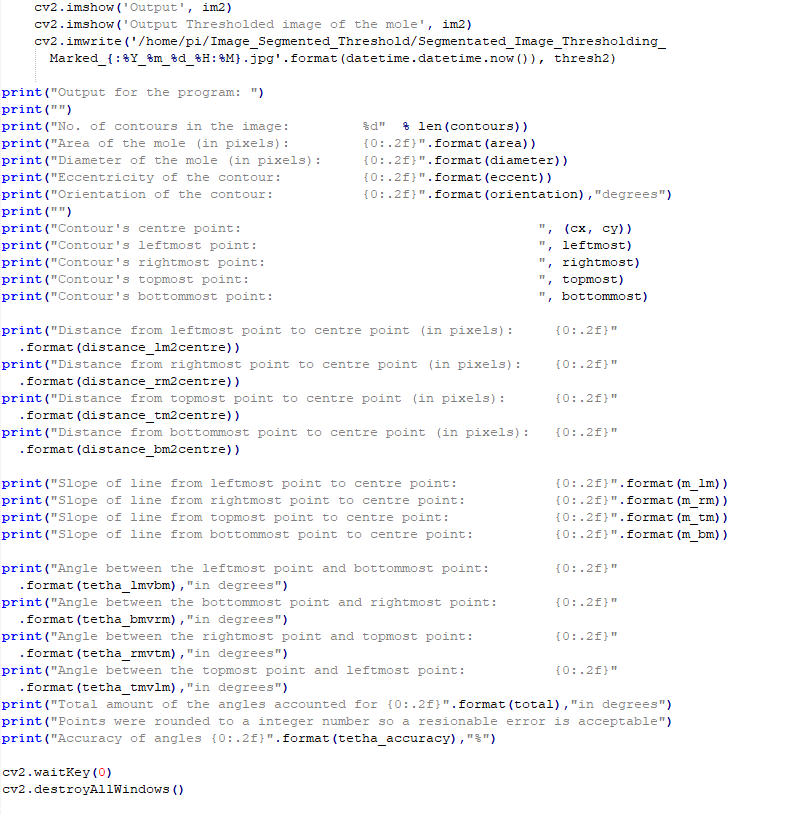 cv2.imshow('Output', im2)
cv2.imshow('Output Thresholded image of the mole', im2)
cv2.imwrite('/home/pi/Image_Segmented_Threshold/Segmentated_Image_Thresholding_
Marked_{:%Y_%m_%d_%H:%M}.jpg'.format(datetime.datetime.now()), thresh2)
print("Output for the program: ")
print("")
print("No. of contours in the image: %d" % len(contours))
print("Area of the mole (in pixels): {0:.2f}".format(area))
print("Diameter of the mole (in pixels): {0:.2f}".format(diameter))
print("Eccentricity of the contour: {0:.2f}".format(eccent))
print("Orientation of the contour: {0:.2f}".format(orientation),"degrees")
print("")
print("Contour's centre point: ", (cx, cy))
print("Contour's leftmost point: ", leftmost)
print("Contour's rightmost point: ", rightmost)
print("Contour's topmost point: ", topmost)
print("Contour's bottommost point: ", bottommost)
print("Distance from leftmost point to centre point (in pixels): {0:.2f}"
.format(distance_lm2centre))
print("Distance from rightmost point to centre point (in pixels): {0:.2f}"
.format(distance_rm2centre))
print("Distance from topmost point to centre point (in pixels): {0:.2f}"
.format(distance_tm2centre))
print("Distance from bottommost point to centre point (in pixels): {0:.2f}"
.format(distance_bm2centre))
print("Slope of line from leftmost point to centre point: {0:.2f}".format(m_lm))
print("Slope of line from rightmost point to centre point: {0:.2f}".format(m_rm))
print("Slope of line from topmost point to centre point: {0:.2f}".format(m_tm))
print("Slope of line from bottommost point to centre point: {0:.2f}".format(m_bm))
print("Angle between the leftmost point and bottommost point: {0:.2f}"
.format(tetha_lmvbm),"in degrees")
print("Angle between the bottommost point and rightmost point: {0:.2f}"
.format(tetha_bmvrm),"in degrees")
print("Angle between the rightmost point and topmost point: {0:.2f}"
.format(tetha_rmvtm),"in degrees")
print("Angle between the topmost point and leftmost point: {0:.2f}"
.format(tetha_tmvlm),"in degrees")
print("Total amount of the angles accounted for {0:.2f}".format(total),"in degrees")
print("Points were rounded to a integer number so a resionable error is acceptable")
print("Accuracy of angles {0:.2f}".format(tetha_accuracy),"%")
cv2.waitKey(0)
cv2.destroyAllWindows()